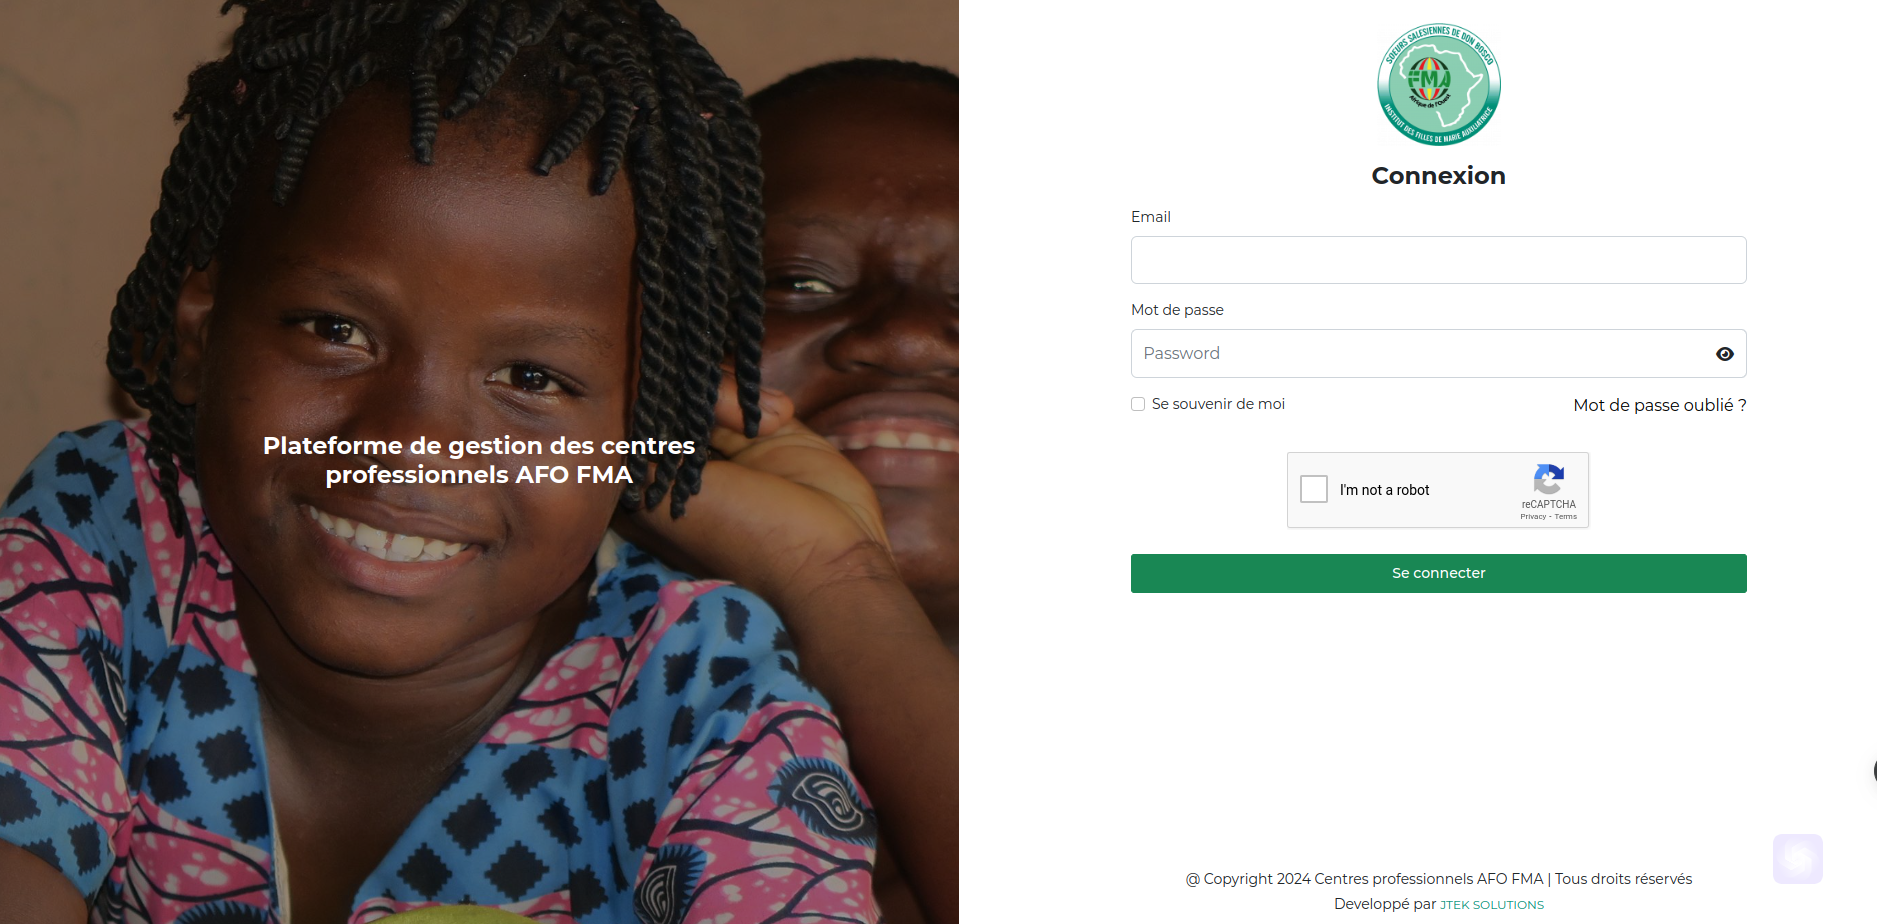 Plateforme de gestion des centres
professionnels AFO FMA
SOEURS SALESIENNES DE DON BOSCO
FMA
Afrique de l'Ouest
INSTITUT DES FILLES DE MARIE AUXILIATRICE
Connexion
Email
Mot de passe
Password
Se souvenir de moi
Mot de passe oublié ?
I'm not a robot
reCAPTCHA
Privacy - Terms
Se connecter
@ Copyright 2024 Centres professionnels AFO FMA | Tous droits réservés
Developpé par JTEK SOLUTIONS